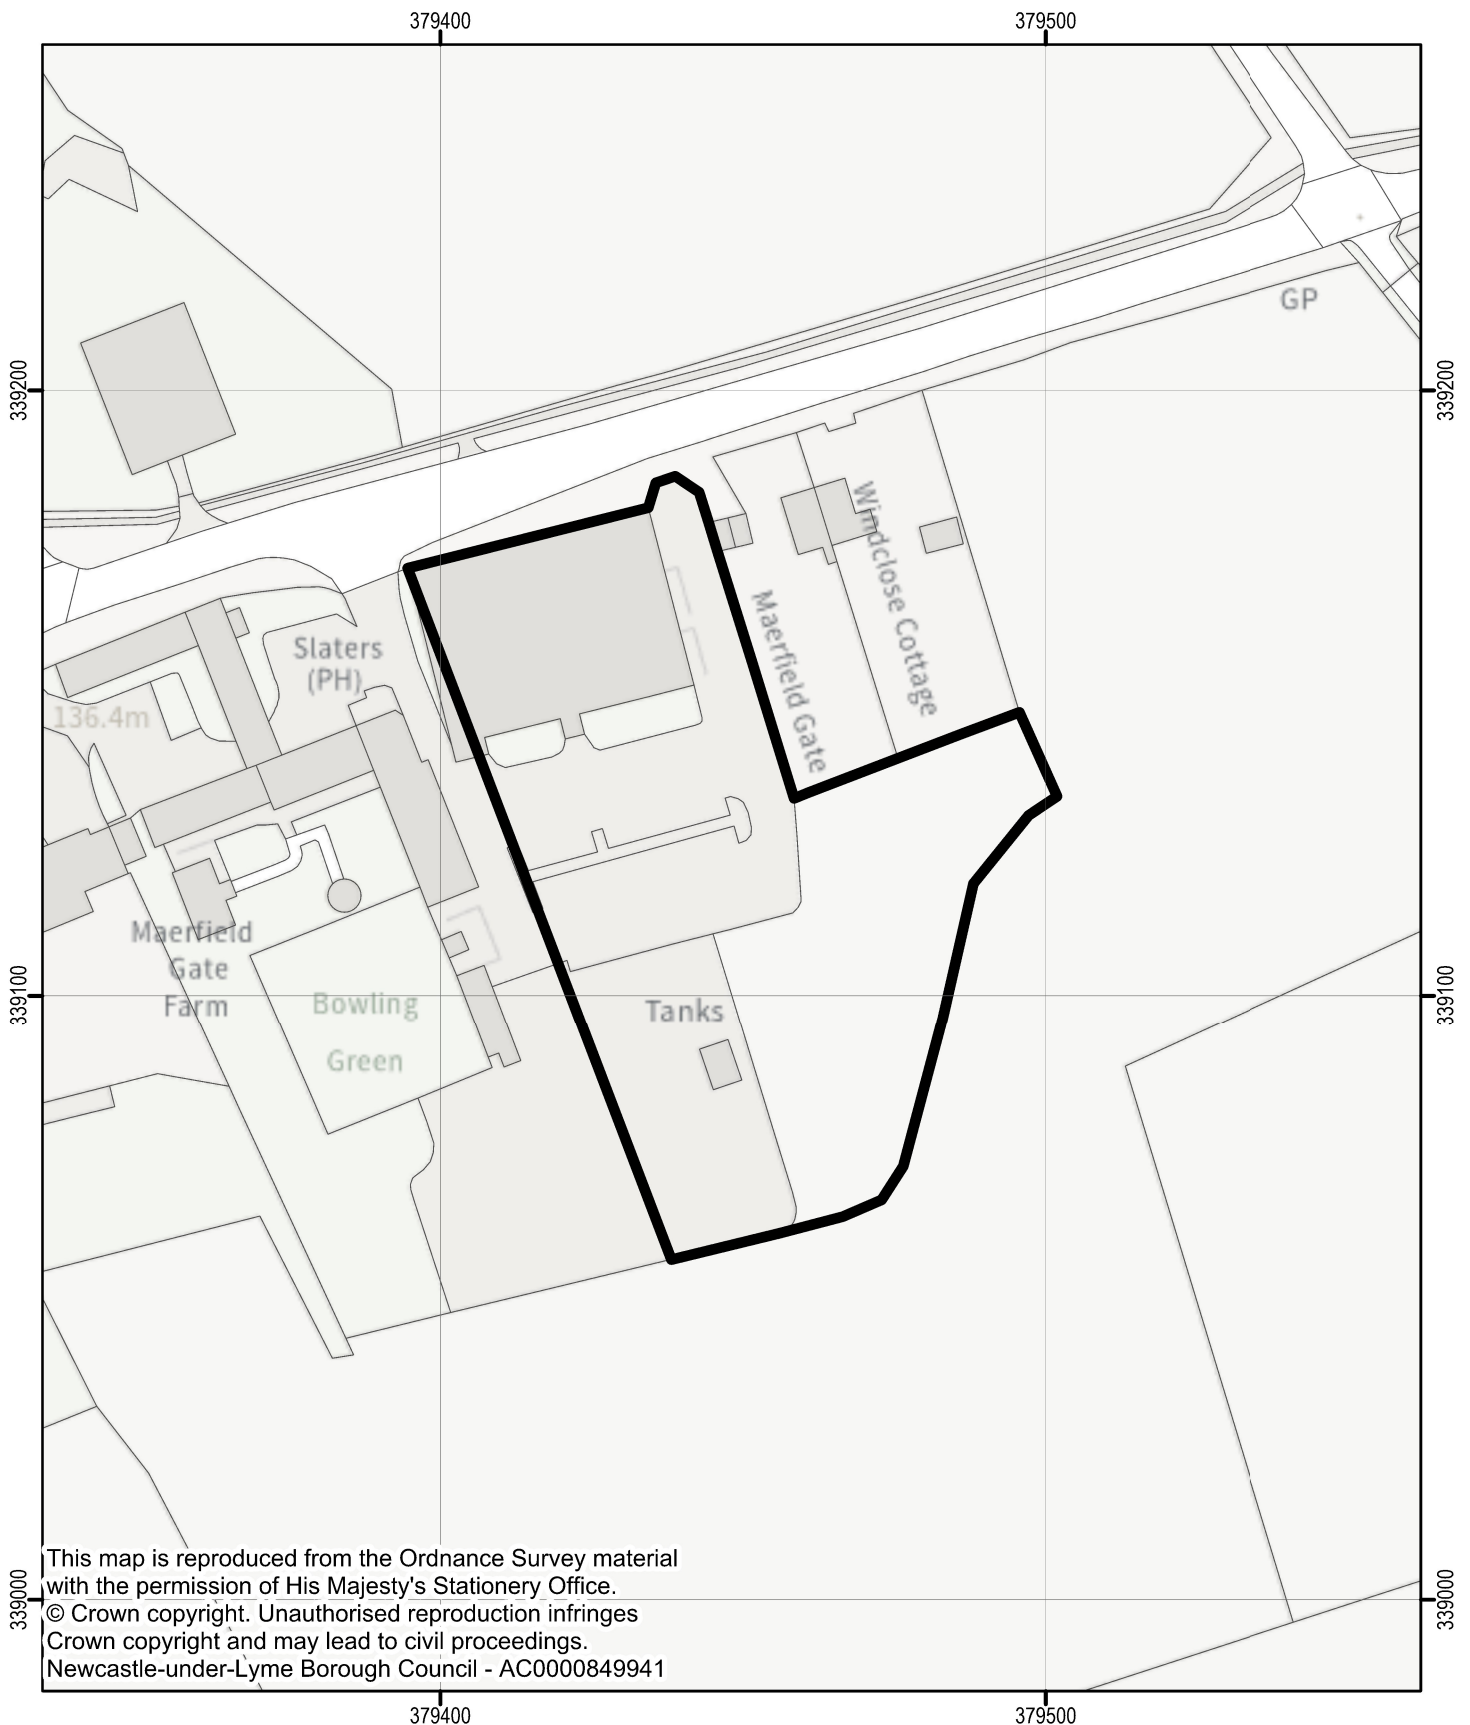 379400
379500
339200
339200
GP
Windclose Cottage
Maerfield Gate
Slaters
(PH)
136.4m
Maerfield
Gate
Farm
Bowling
Green
Tanks
339100
339100
339000
339000
This map is reproduced from the Ordnance Survey material
with the permission of His Majesty's Stationery Office.
© Crown copyright. Unauthorised reproduction infringes
Crown copyright and may lead to civil proceedings.
Newcastle-under-Lyme Borough Council - AC0000849941
379400
379500